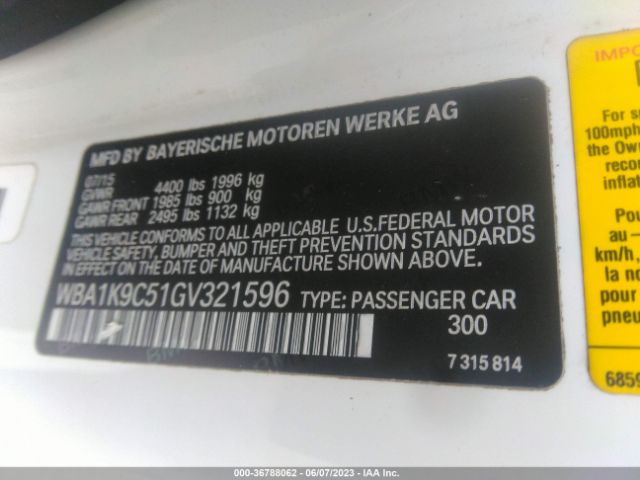 MFD BY BAYERISCHE MOTOREN WERKE AG
07/15
GVWR 4400 lbs 1996 kg
GAWR FRONT 1985 lbs 900 kg
GAWR REAR 2495 lbs 1132 kg
THIS VEHICLE CONFORMS TO ALL APPLICABLE U.S.FEDERAL MOTOR
VEHICLE SAFETY, BUMPER AND THEFT PREVENTION STANDARDS
IN EFFECT ON THE DATE OF MANUFACTURE SHOWN ABOVE.
WBA1K9C51GV321596 TYPE: PASSENGER CAR
300
7 315 814
IMPO
For s
100mph
the Own
reco
inflat
Pour
au —
km/h,
la no
pneu
6859
000-36788062 - 06/07/2023 - IAA Inc.